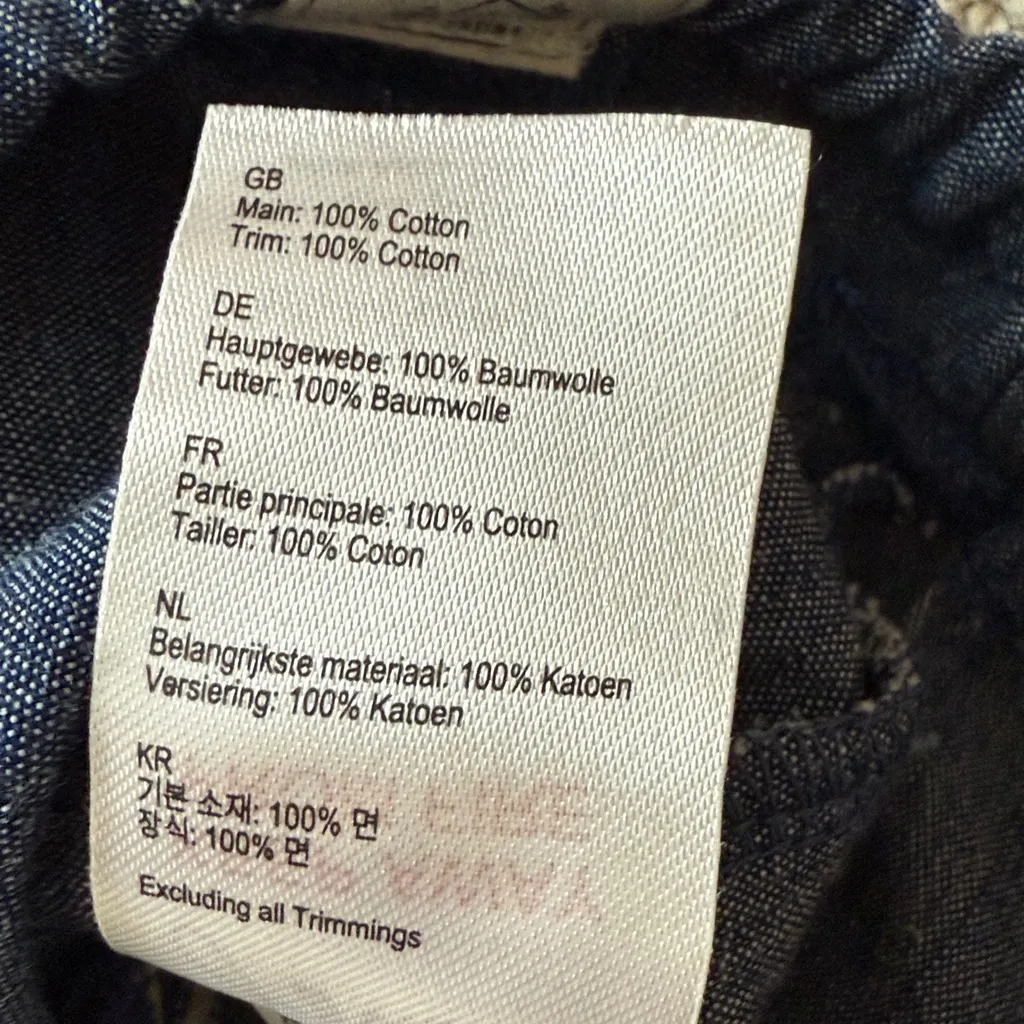 GB
Main: 100% Cotton
Trim: 100% Cotton
DE
Hauptgewebe: 100% Baumwolle
Futter: 100% Baumwolle
FR
Partie principale: 100% Coton
Tailler: 100% Coton
NL
Belangrijkste materiaal: 100% Katoen
Versiering: 100% Katoen
KR
기본 소재: 100% 면
장식: 100% 면
Excluding all Trimmings